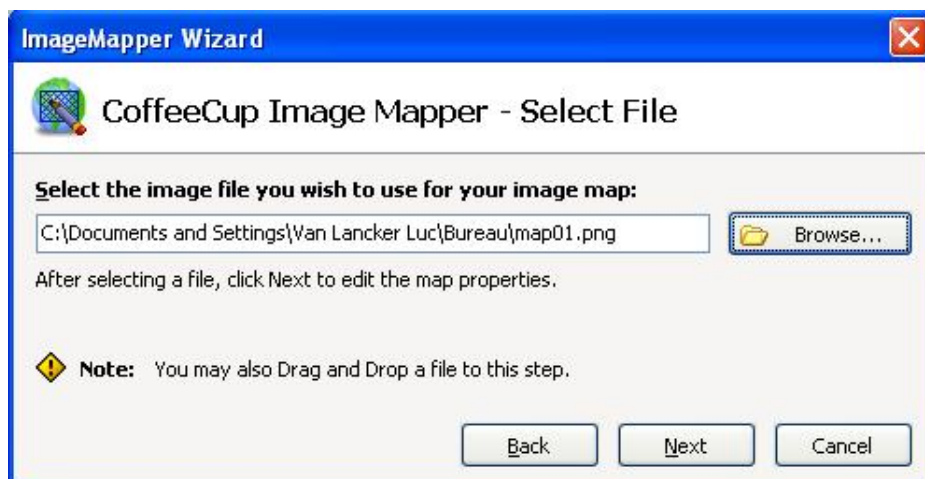 ImageMapper Wizard
CoffeeCup Image Mapper - Select File
Select the image file you wish to use for your image map:
C:\Documents and Settings\Van Lancker Luc\Bureau\map01.png
Browse...
After selecting a file, click Next to edit the map properties.
Note: You may also Drag and Drop a file to this step.
Back Next Cancel